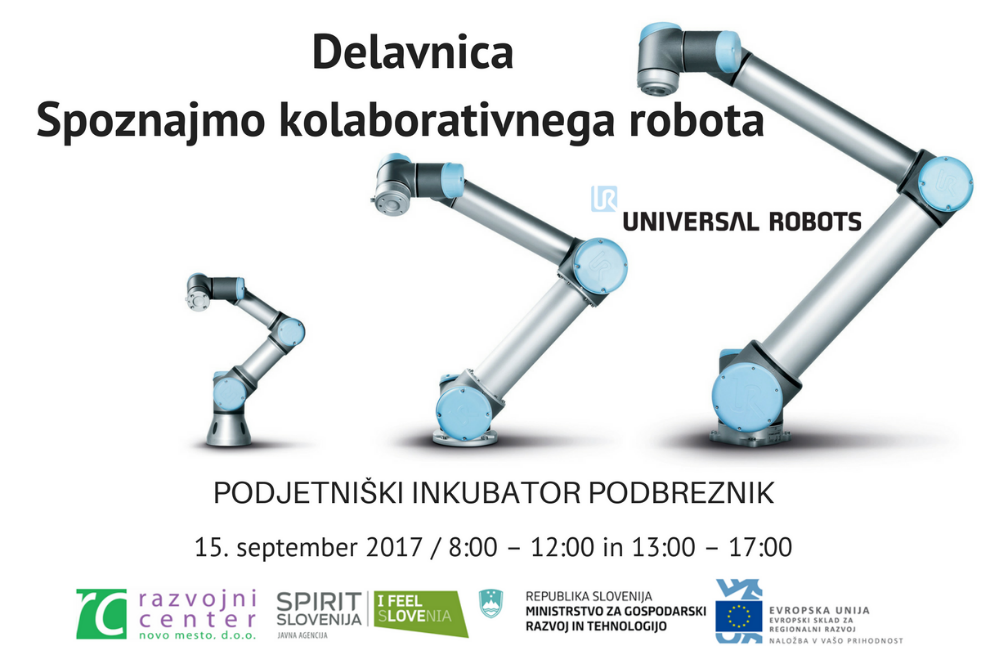 Delavnica
Spoznajmo kolaborativnega robota
UR
UNIVERSAL ROBOTS
PODJETNIŠKI INKUBATOR PODBREZNIK
15. september 2017 / 8:00 – 12:00 in 13:00 – 17:00
rc
razvojni
center
novo mesto, d.o.o.
SPIRIT
SLOVENIJA
JAVNA AGENCIJA
I FEEL
SLOVENIA
REPUBLIKA SLOVENIJA
MINISTRSTVO ZA GOSPODARSKI
RAZVOJ IN TEHNOLOGIJO
EVROPSKA UNIJA
EVROPSKI SKLAD ZA
REGIONALNI RAZVOJ
NALOŽBA V VAŠO PRIHODNOST